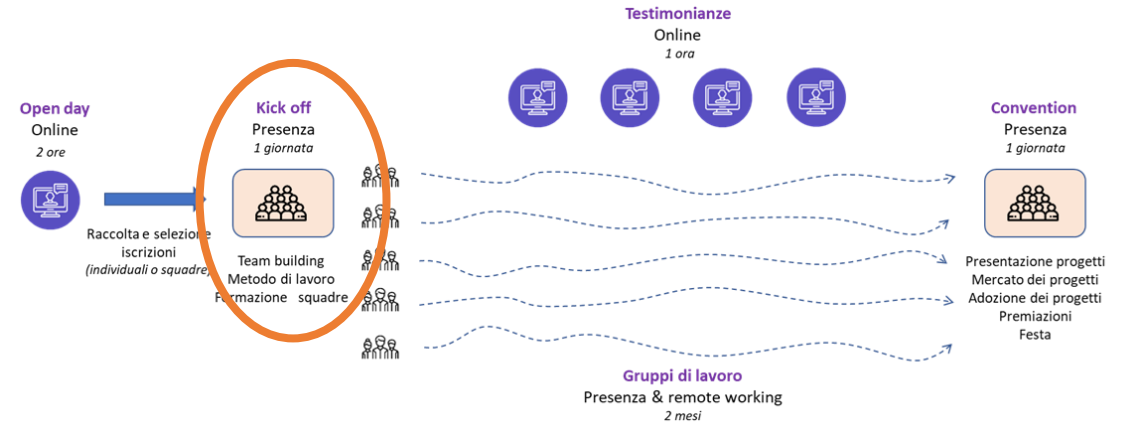 Testimonianze
Online
1 ora
Open day
Online
2 ore
Raccolta e selezione
iscrizioni
(individuali o squadre)
Kick off
Presenza
1 giornata
Team building
Metodo di lavoro
Formazione squadre
Convention
Presenza
1 giornata
Presentazione progetti
Mercato dei progetti
Adozione dei progetti
Premiazioni
Festa
Gruppi di lavoro
Presenza & remote working
2 mesi